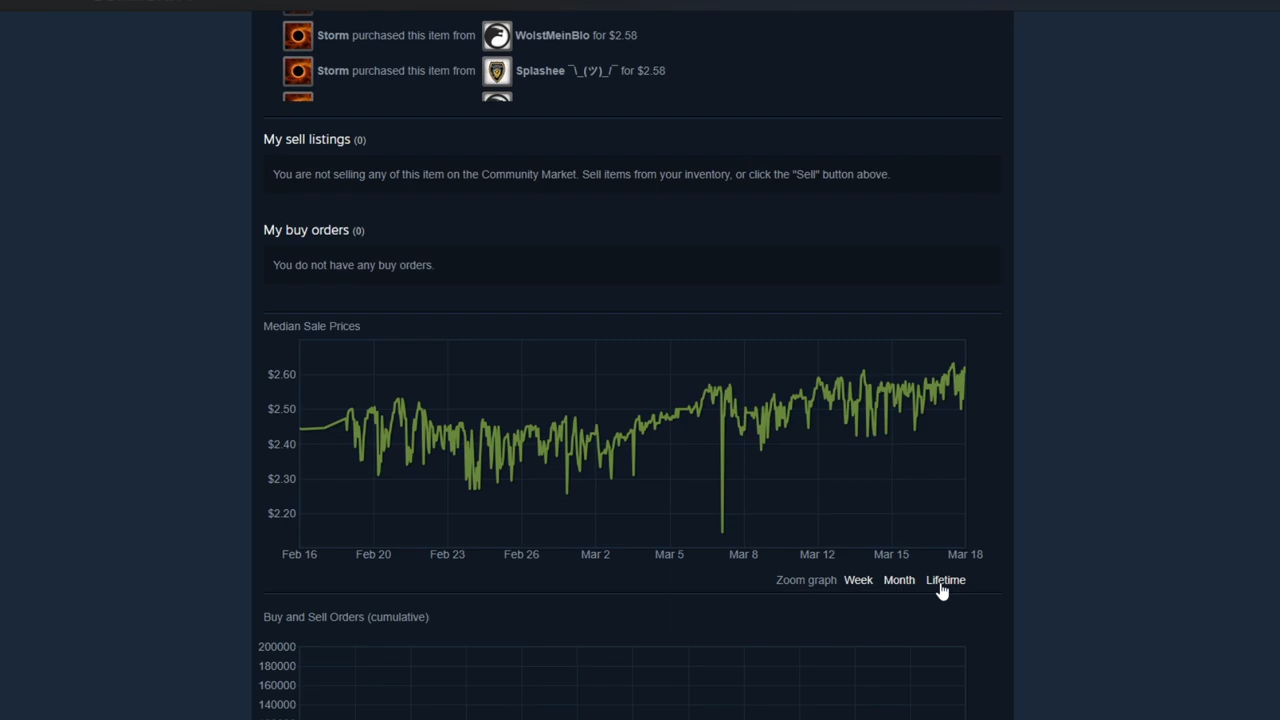 Storm purchased this item from WolstMeinBlo for $2.58
Storm purchased this item from Splashee ¯\_(ツ)_/¯ for $2.58
My sell listings (0)
You are not selling any of this item on the Community Market. Sell items from your inventory, or click the "Sell" button above.
My buy orders (0)
You do not have any buy orders.
Median Sale Prices
$2.60
$2.50
$2.40
$2.30
$2.20
Feb 16 Feb 20 Feb 23 Feb 26 Mar 2 Mar 5 Mar 8 Mar 12 Mar 15 Mar 18
Zoom graph Week Month Lifetime
Buy and Sell Orders (cumulative)
200000
180000
160000
140000